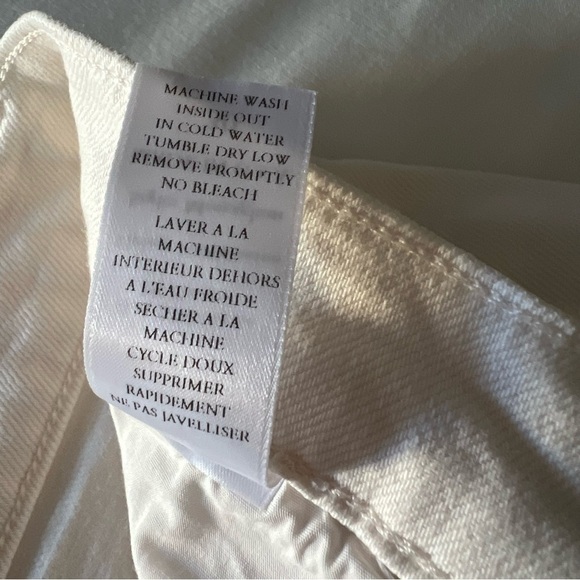 MACHINE WASH
INSIDE OUT
IN COLD WATER
TUMBLE DRY LOW
REMOVE PROMPTLY
NO BLEACH
LAVER A LA
MACHINE
INTERIEUR DEHORS
A L'EAU FROIDE
SECHER A LA
MACHINE
CYCLE DOUX
SUPPRIMER
RAPIDEMENT
NE PAS JAVELLISER